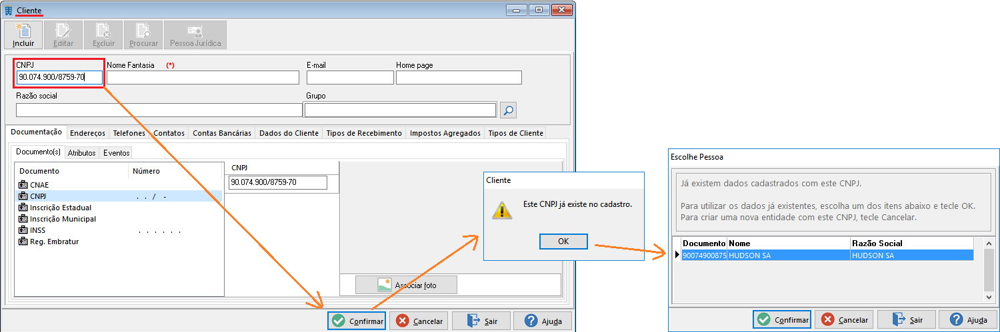 Cliente
Incluir Editar Excluir Procurar Pessoa Jurídica
CNPJ Nome Fantasia (*) E-mail Home page
90.074.900/8759-70
Razão social Grupo
Documentação Endereços Telefones Contatos Contas Bancárias Dados do Cliente Tipos de Recebimento Impostos Agregados Tipos de Cliente
Documento(s) Atributos Eventos
Documento Número
CNAE
CNPJ . . / -
Inscrição Estadual
Inscrição Municipal
INSS . . . . . .
Reg. Embratur
CNPJ
90.074.900/8759-70
Associar foto
Confirmar Cancelar Sair Ajuda
Cliente
Este CNPJ já existe no cadastro.
OK
Escolhe Pessoa
Já existem dados cadastrados com este CNPJ.
Para utilizar os dados já existentes, escolha um dos itens abaixo e tecle OK.
Para criar uma nova entidade com este CNPJ, tecle Cancelar.
Documento Nome Razão Social
90074900875 HUDSON SA HUDSON SA
Confirmar Cancelar Sair Ajuda